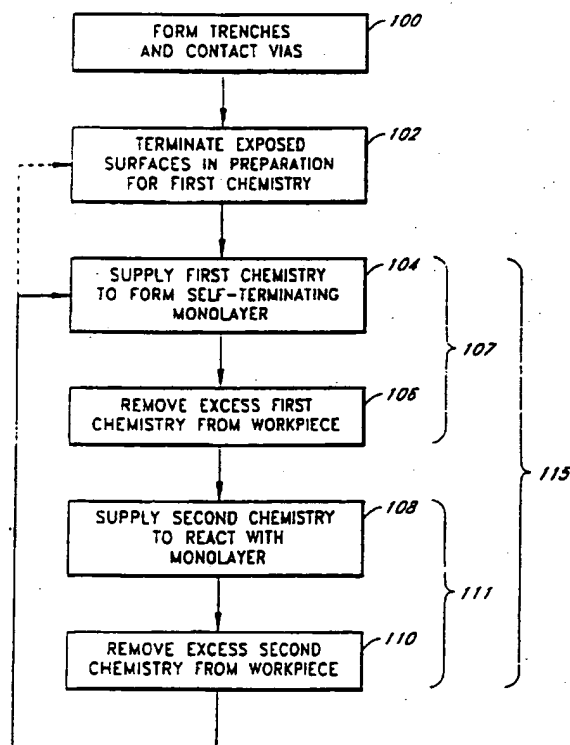 FORM TRENCHES
AND CONTACT VIAS
100
TERMINATE EXPOSED
SURFACES IN PREPARATION
FOR FIRST CHEMISTRY
102
SUPPLY FIRST CHEMISTRY
TO FORM SELF-TERMINATING
MONOLAYER
104
107
REMOVE EXCESS FIRST
CHEMISTRY FROM WORKPIECE
106
115
SUPPLY SECOND CHEMISTRY
TO REACT WITH
MONOLAYER
108
111
REMOVE EXCESS SECOND
CHEMISTRY FROM WORKPIECE
110